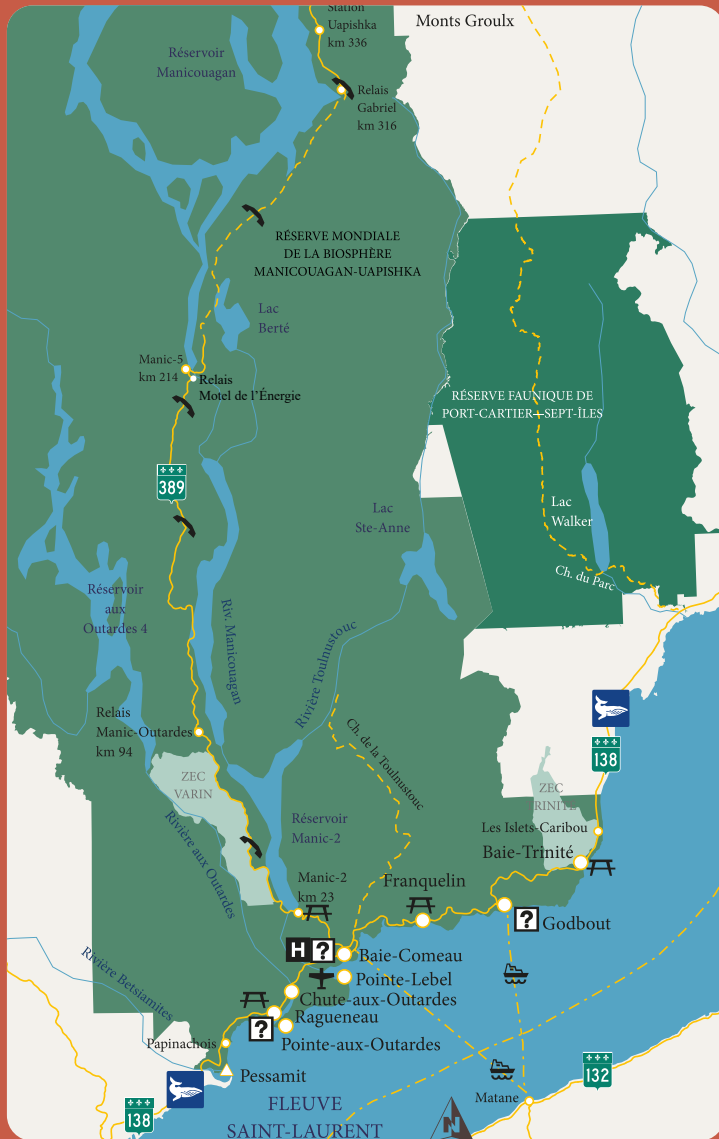 Station
Uapishka
km 336
Monts Groulx
Réservoir
Manicouagan
Relais
Gabriel
km 316
RÉSERVE MONDIALE
DE LA BIOSPHÈRE
MANICOUAGAN-UAPISHKA
Lac
Berté
Manic-5
km 214
Relais
Motel de l'Énergie
RÉSERVE FAUNIQUE DE
PORT-CARTIER—SEPT-ÎLES
389
Lac
Ste-Anne
Lac
Walker
Ch. du Parc
Réservoir
aux
Outardes 4
Riv. Manicouagan
Rivière Toulnustouc
Relais
Manic-Outardes
km 94
Ch. de la Toulnustouc
138
ZEC
VARIN
ZEC
TRINITÉ
Rivière aux Outardes
Réservoir
Manic-2
Les Islets-Caribou
Baie-Trinité
Manic-2
km 23
Franquelin
?
Godbout
H
?
Baie-Comeau
Pointe-Lebel
Chute-aux-Outardes
Ragueneau
?
Pointe-aux-Outardes
Rivière Betsiamites
Papinachois
Pessamit
138
FLEUVE
SAINT-LAURENT
Matane
132
N